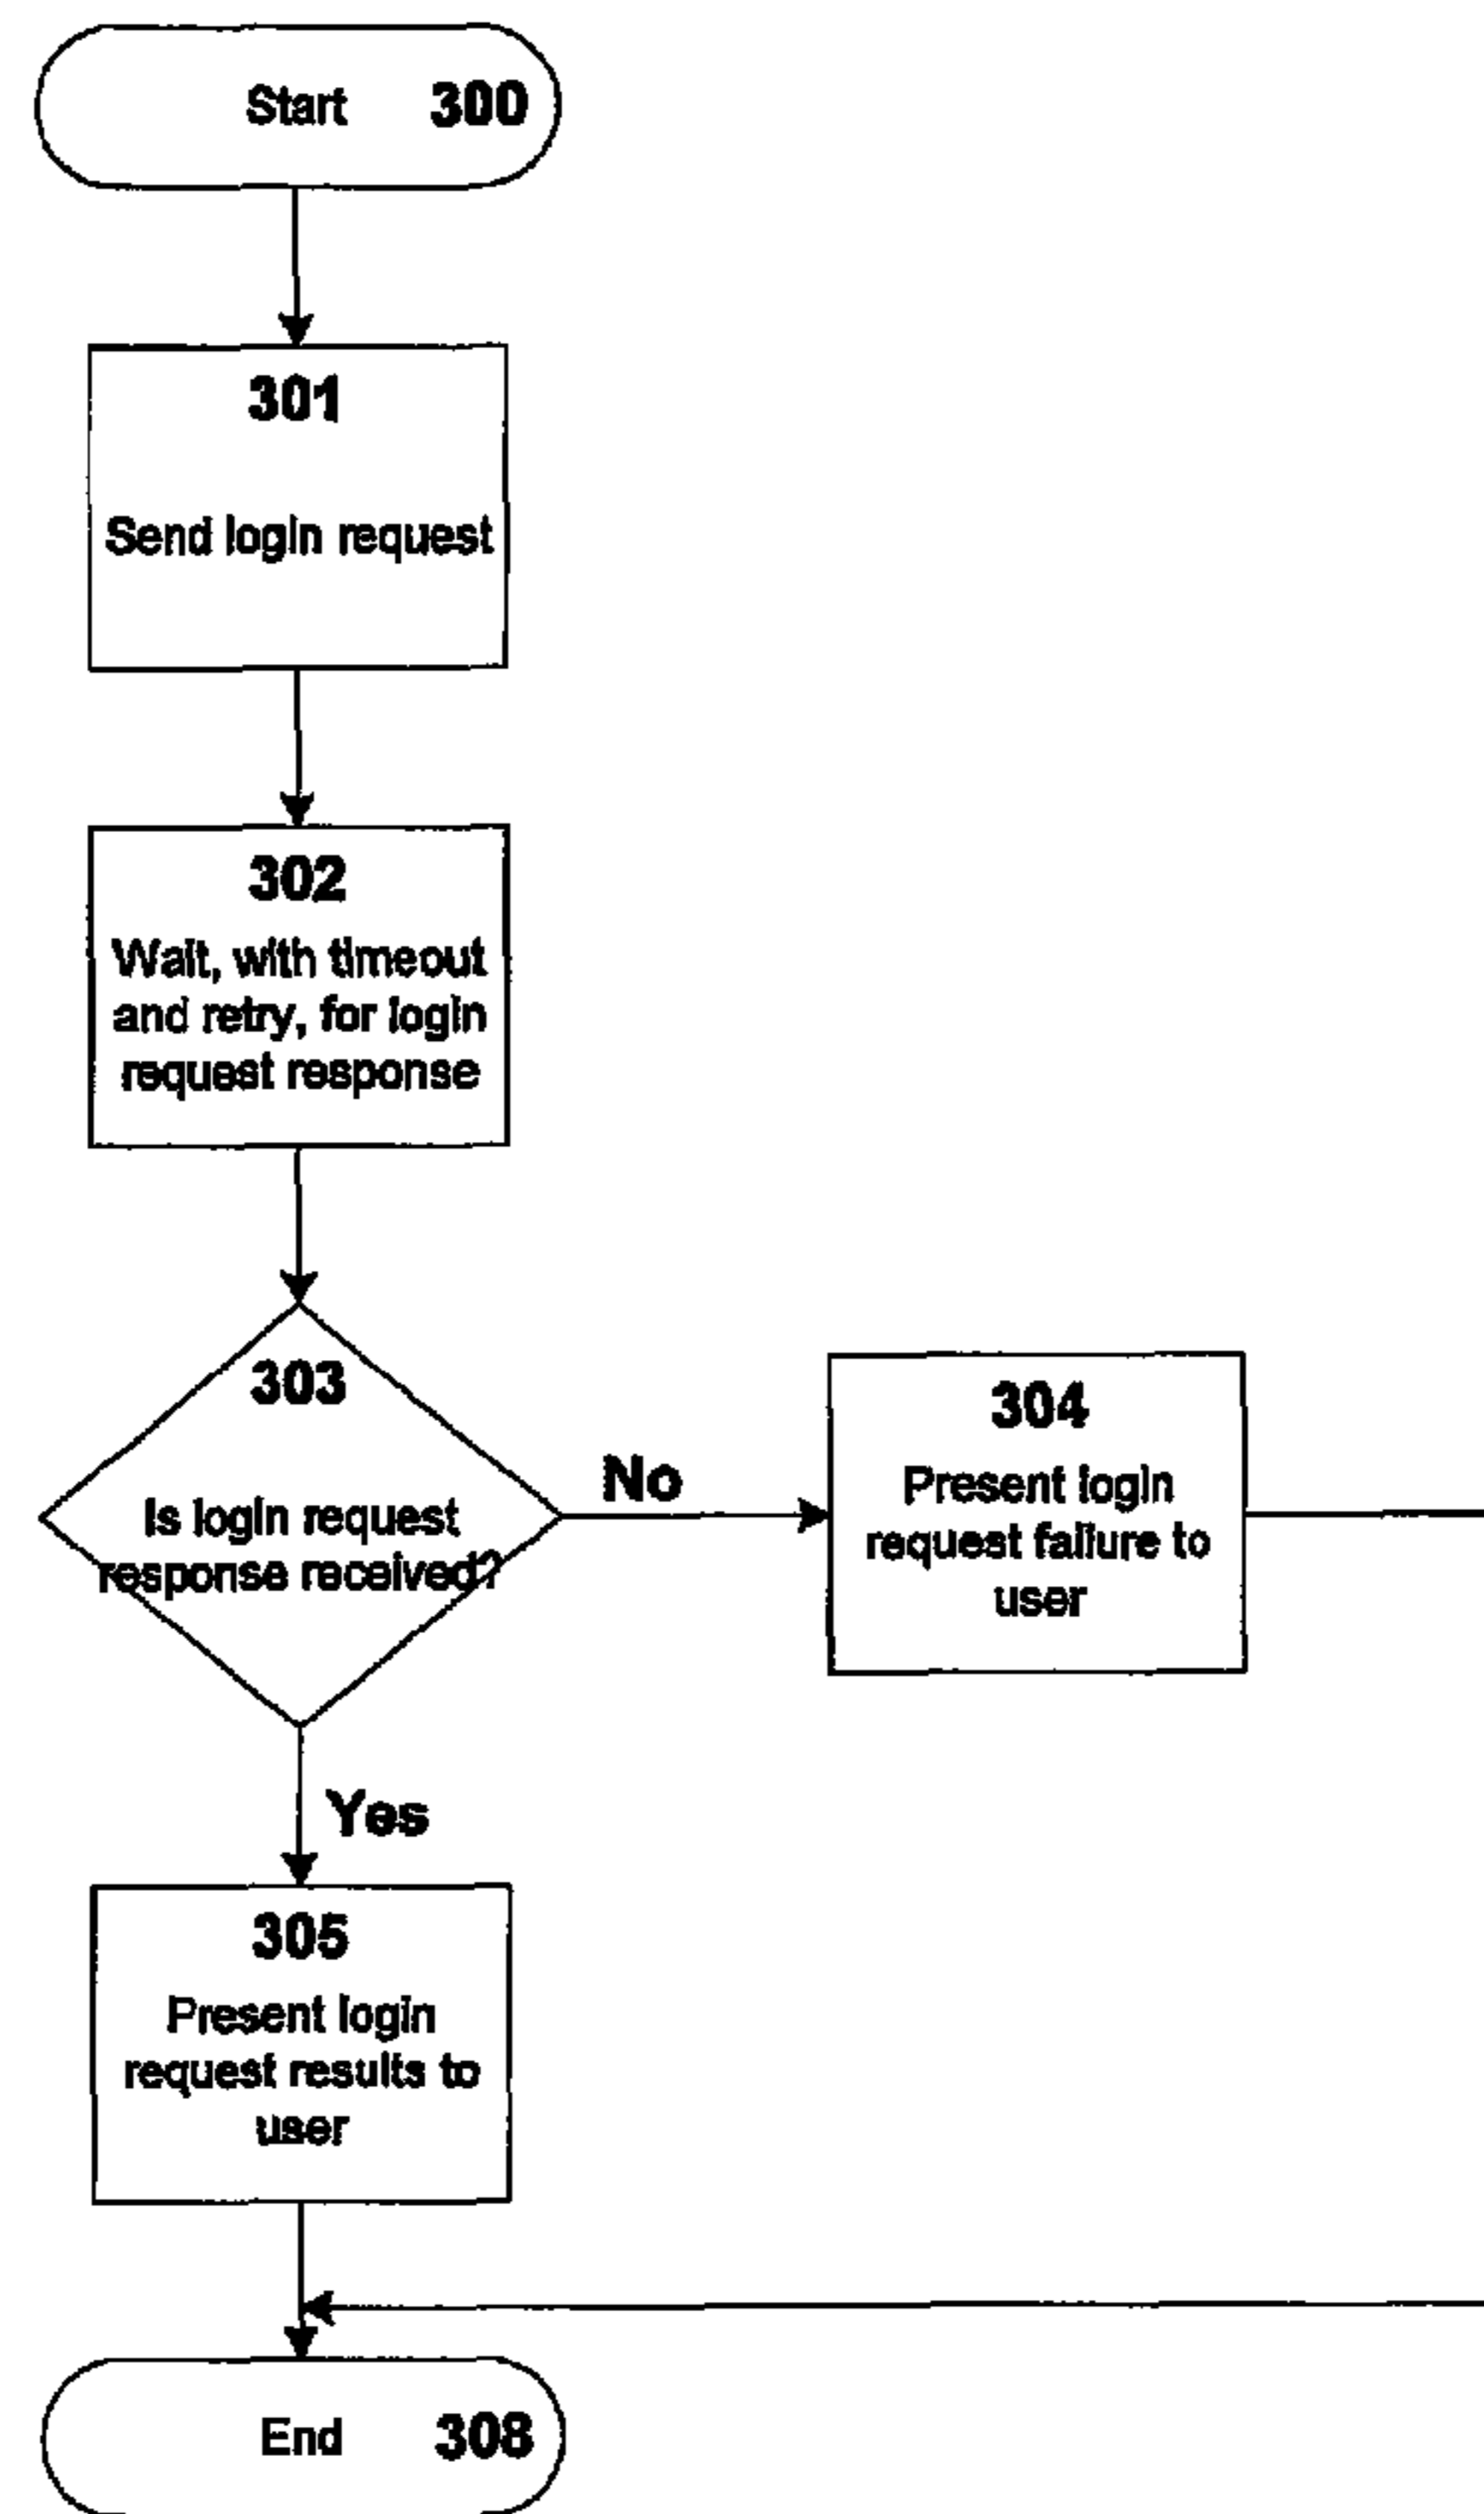 Start 300
301
Send login request
302
Wait, with timeout
and retry, for login
request response
303
Is login request
response received?
No
304
Present login
request failure to
user
Yes
305
Present login
request results to
user
End 308